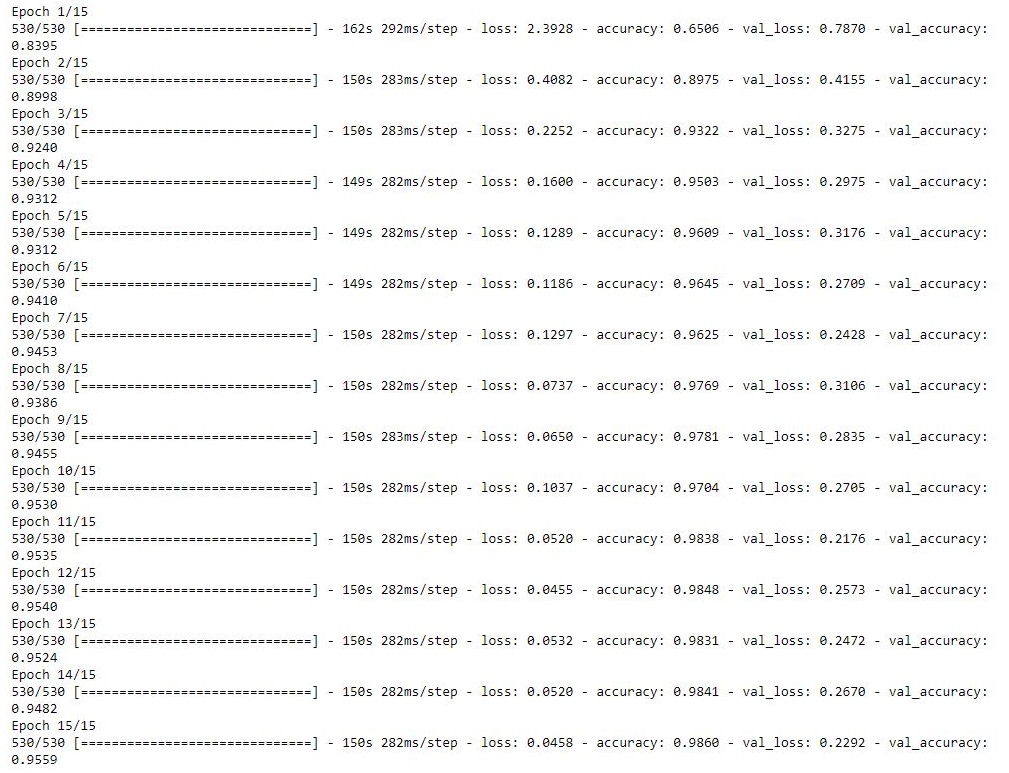 Epoch 1/15
530/530 [==============================] - 162s 292ms/step - loss: 2.3928 - accuracy: 0.6506 - val_loss: 0.7870 - val_accuracy:
0.8395
Epoch 2/15
530/530 [==============================] - 150s 283ms/step - loss: 0.4082 - accuracy: 0.8975 - val_loss: 0.4155 - val_accuracy:
0.8998
Epoch 3/15
530/530 [==============================] - 150s 283ms/step - loss: 0.2252 - accuracy: 0.9322 - val_loss: 0.3275 - val_accuracy:
0.9240
Epoch 4/15
530/530 [==============================] - 149s 282ms/step - loss: 0.1600 - accuracy: 0.9503 - val_loss: 0.2975 - val_accuracy:
0.9312
Epoch 5/15
530/530 [==============================] - 149s 282ms/step - loss: 0.1289 - accuracy: 0.9609 - val_loss: 0.3176 - val_accuracy:
0.9312
Epoch 6/15
530/530 [==============================] - 149s 282ms/step - loss: 0.1186 - accuracy: 0.9645 - val_loss: 0.2709 - val_accuracy:
0.9410
Epoch 7/15
530/530 [==============================] - 150s 282ms/step - loss: 0.1297 - accuracy: 0.9625 - val_loss: 0.2428 - val_accuracy:
0.9453
Epoch 8/15
530/530 [==============================] - 150s 282ms/step - loss: 0.0737 - accuracy: 0.9769 - val_loss: 0.3106 - val_accuracy:
0.9386
Epoch 9/15
530/530 [==============================] - 150s 283ms/step - loss: 0.0650 - accuracy: 0.9781 - val_loss: 0.2835 - val_accuracy:
0.9455
Epoch 10/15
530/530 [==============================] - 150s 282ms/step - loss: 0.1037 - accuracy: 0.9704 - val_loss: 0.2705 - val_accuracy:
0.9530
Epoch 11/15
530/530 [==============================] - 150s 282ms/step - loss: 0.0520 - accuracy: 0.9838 - val_loss: 0.2176 - val_accuracy:
0.9535
Epoch 12/15
530/530 [==============================] - 150s 282ms/step - loss: 0.0455 - accuracy: 0.9848 - val_loss: 0.2573 - val_accuracy:
0.9540
Epoch 13/15
530/530 [==============================] - 150s 282ms/step - loss: 0.0532 - accuracy: 0.9831 - val_loss: 0.2472 - val_accuracy:
0.9524
Epoch 14/15
530/530 [==============================] - 150s 282ms/step - loss: 0.0520 - accuracy: 0.9841 - val_loss: 0.2670 - val_accuracy:
0.9482
Epoch 15/15
530/530 [==============================] - 150s 282ms/step - loss: 0.0458 - accuracy: 0.9860 - val_loss: 0.2292 - val_accuracy:
0.9559